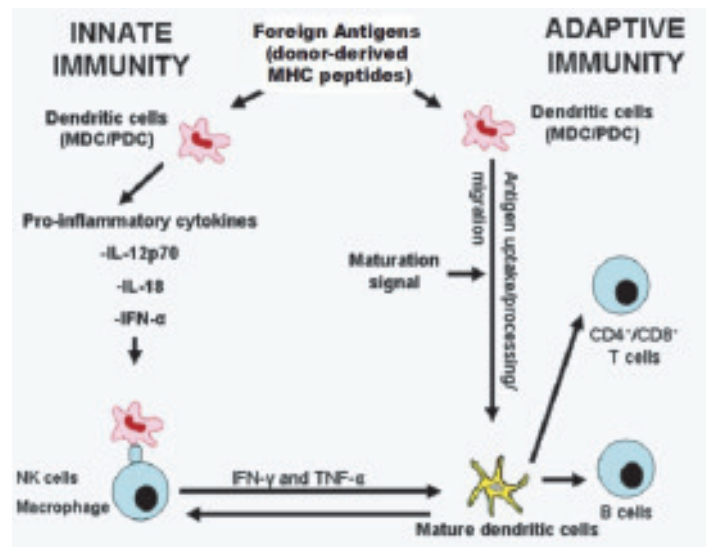 INNATE
IMMUNITY
Foreign Antigens
(donor-derived
MHC peptides)
ADAPTIVE
IMMUNITY
Dendritic cells
(MDC/PDC)
Dendritic cells
(MDC/PDC)
Pro-inflammatory cytokines
-IL-12p70
-IL-18
-IFN-α
Maturation
signal
Antigen uptake/processing/
migration
CD4⁺/CD8⁺
T cells
NK cells
Macrophage
IFN-γ and TNF-α
Mature dendritic cells
B cells